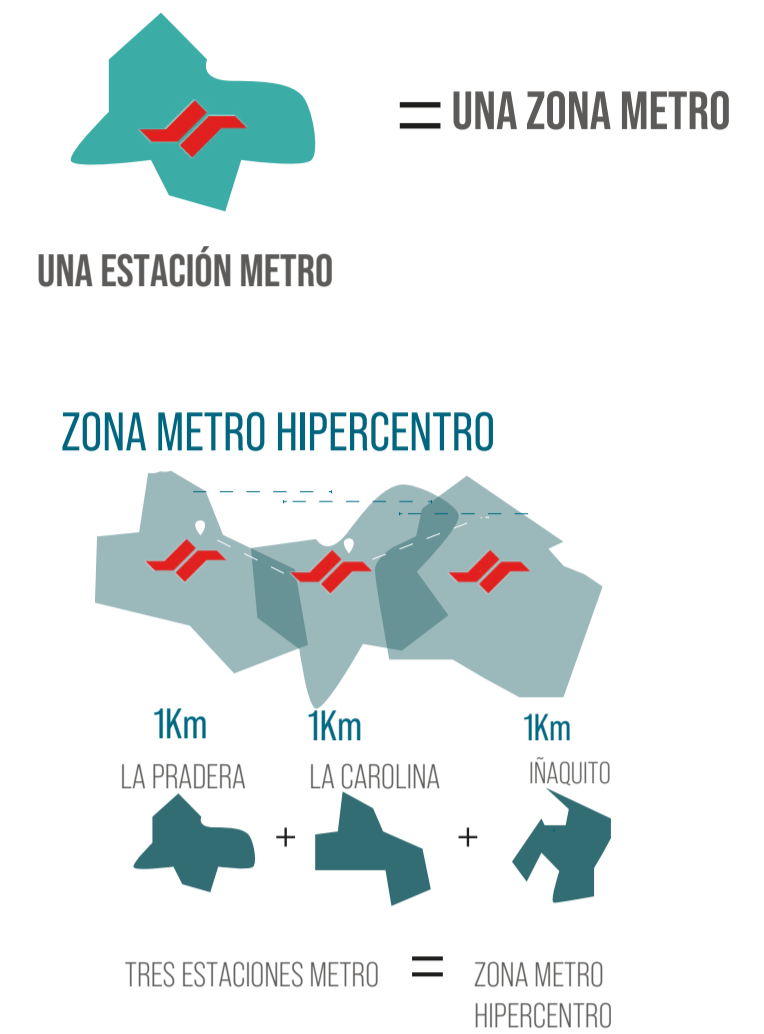 = UNA ZONA METRO
UNA ESTACIÓN METRO
ZONA METRO HIPERCENTRO
1Km 1Km 1Km
LA PRADERA LA CAROLINA IÑAQUITO
+ +
TRES ESTACIONES METRO = ZONA METRO
HIPERCENTRO